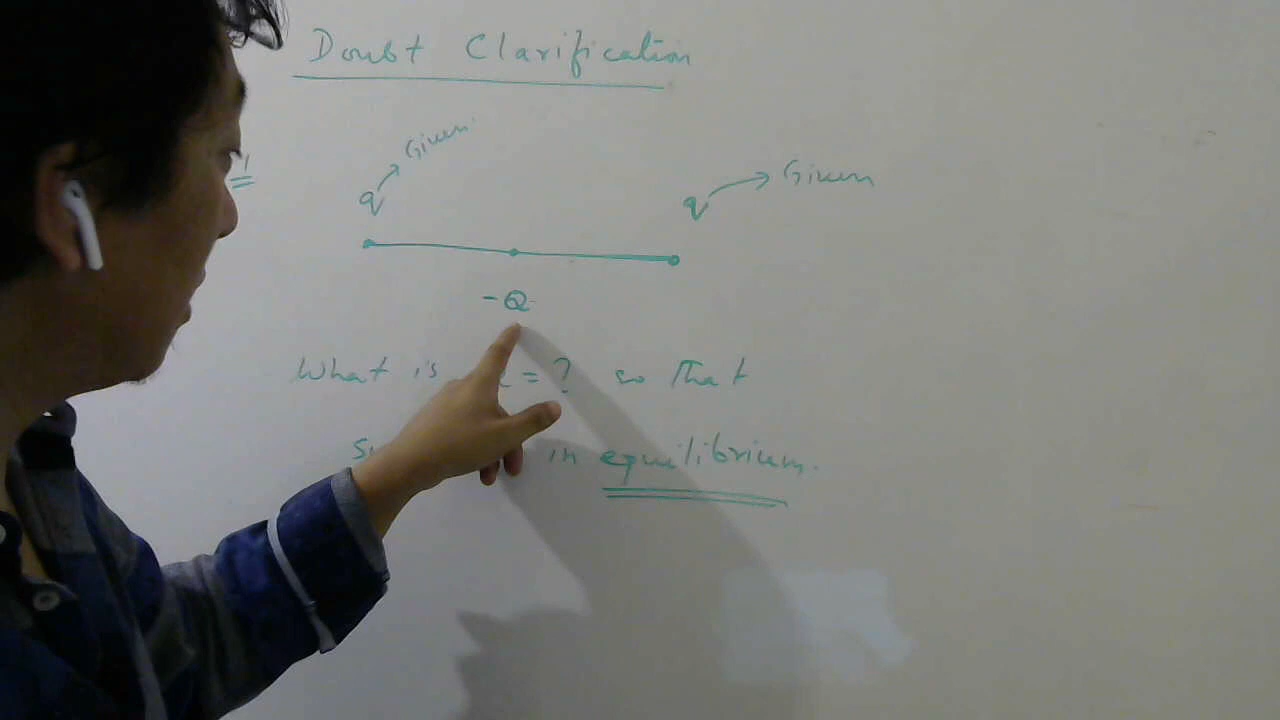 Doubt Clarification
Given
q
q
Given
-Q
What is = ? so that
in equilibrium.